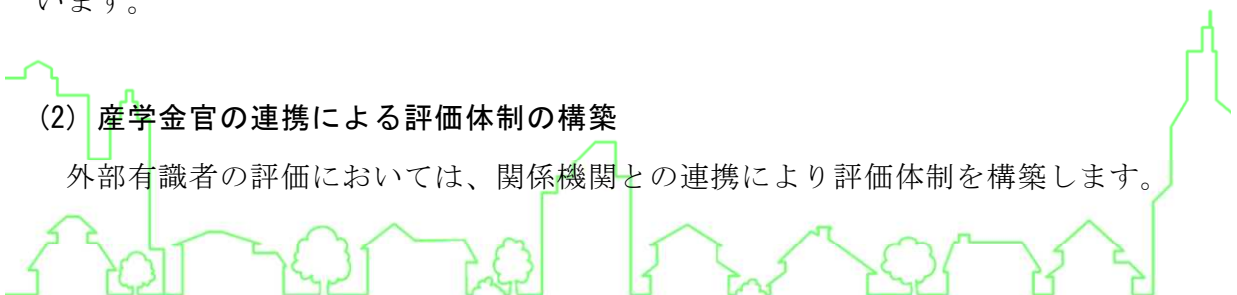 います。
(2) 産学金官の連携による評価体制の構築
外部有識者の評価においては、関係機関との連携により評価体制を構築します。